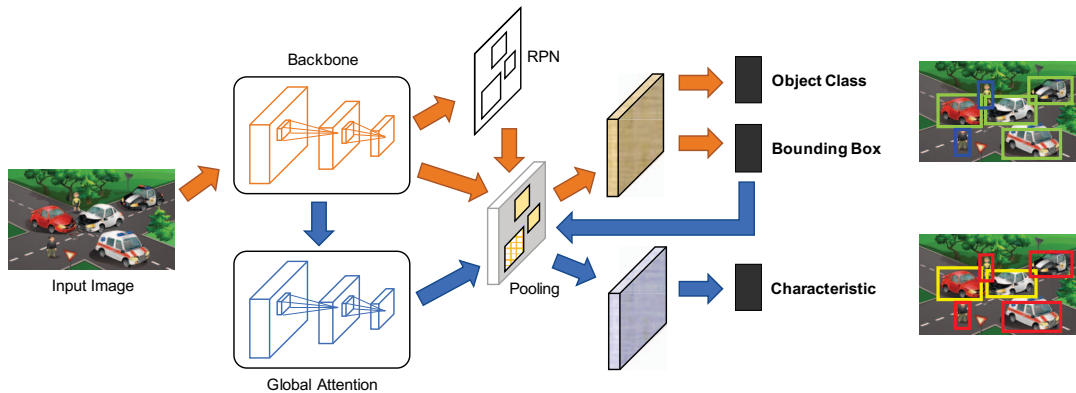 Backbone
RPN
Object Class
Bounding Box
Input Image
Pooling
Characteristic
Global Attention